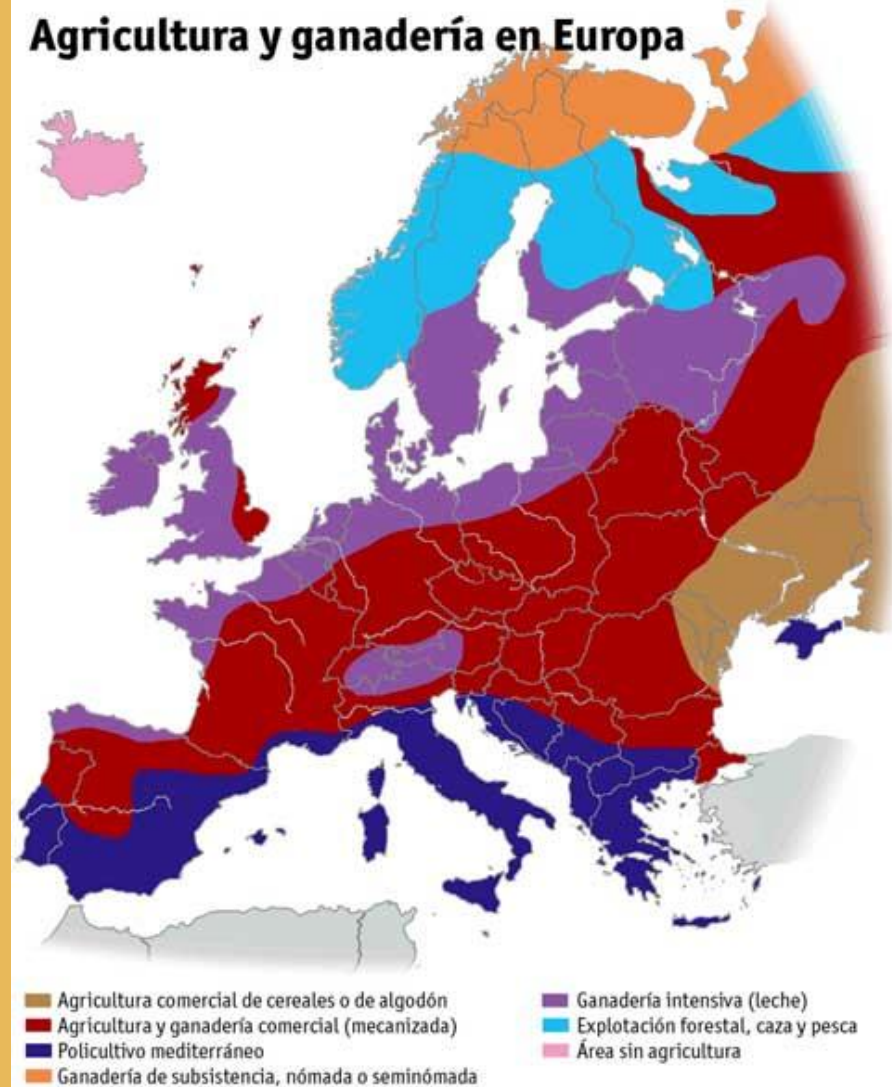 Agricultura y ganadería en Europa
Agricultura comercial de cereales o de algodón
Agricultura y ganadería comercial (mecanizada)
Policultivo mediterráneo
Ganadería de subsistencia, nómada o seminómada
Ganadería intensiva (leche)
Explotación forestal, caza y pesca
Área sin agricultura